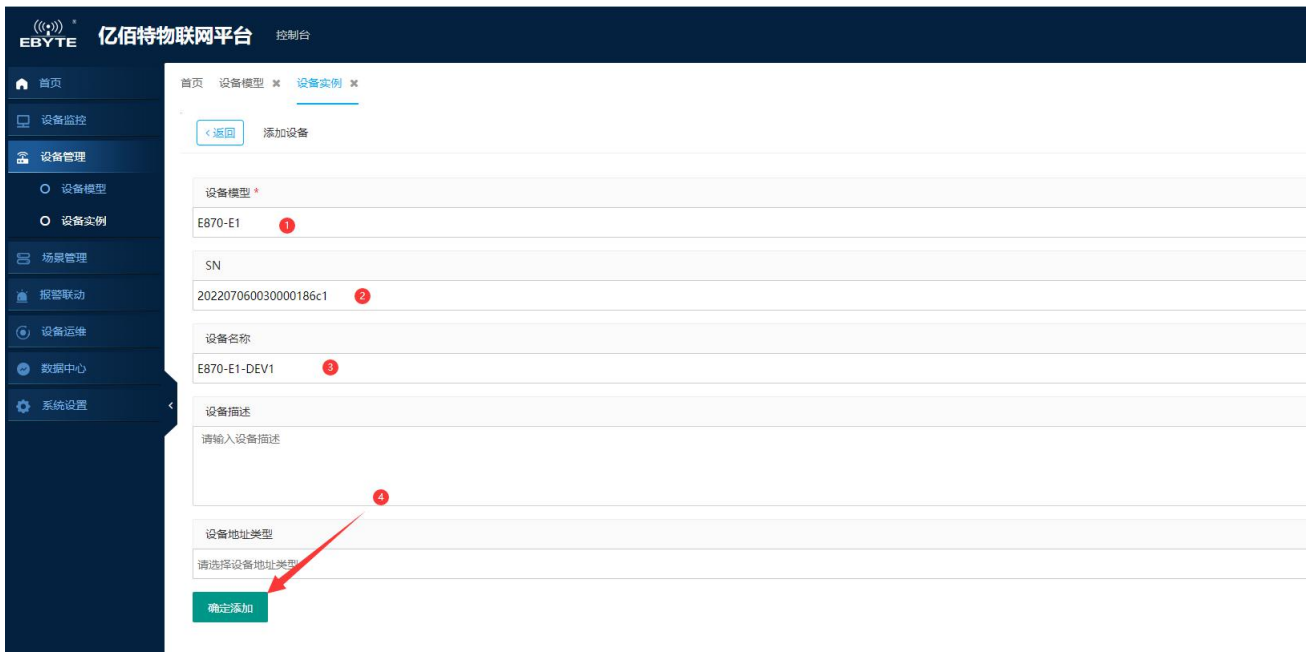 EBYTE ® 亿佰特物联网平台 控制台
首页
设备监控
设备管理
设备模型
设备实例
场景管理
报警联动
设备运维
数据中心
系统设置
首页 设备模型 ✖ 设备实例 ✖
<返回 添加设备
设备模型 *
E870-E1 1
SN
202207060030000186c1 2
设备名称
E870-E1-DEV1 3
设备描述
请输入设备描述
4
设备地址类型
请选择设备地址类型
确定添加